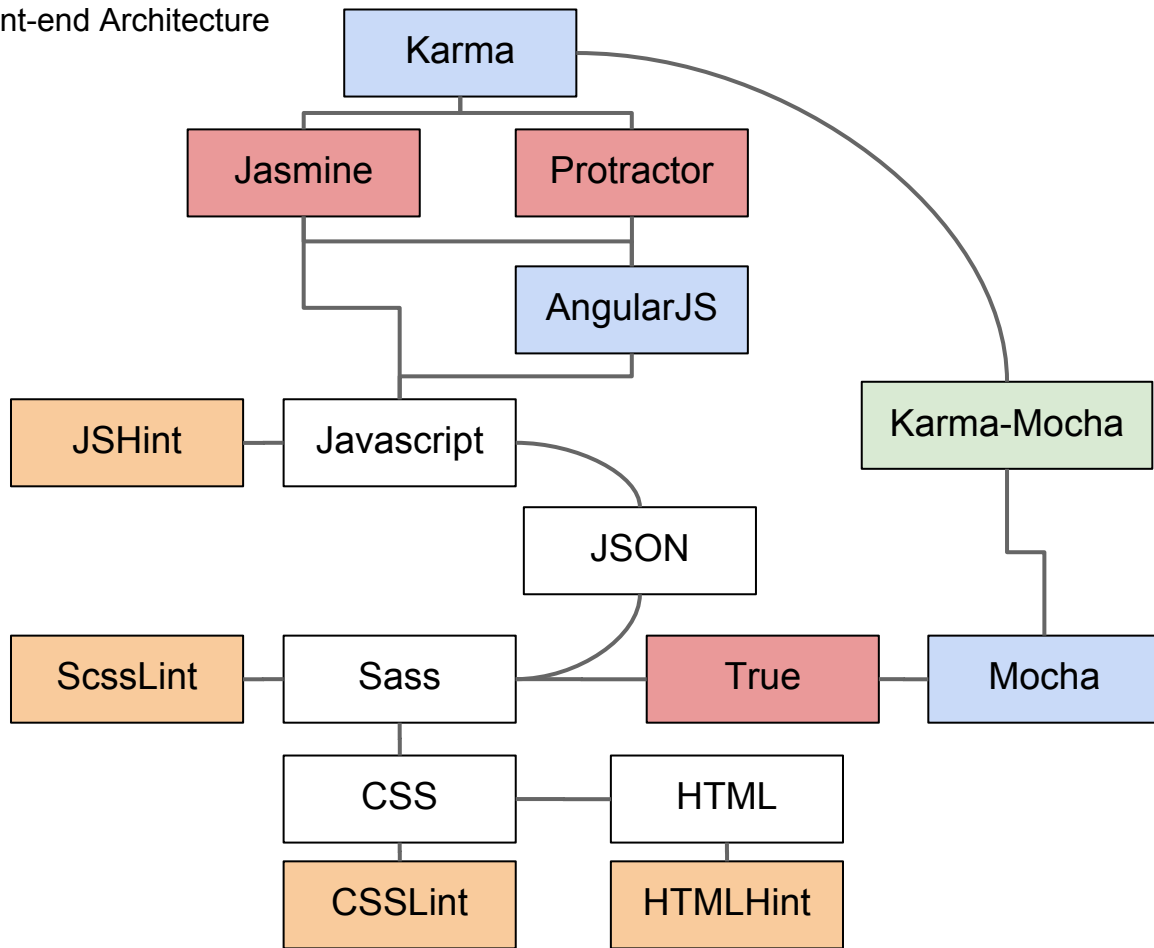 nt-end Architecture
Karma
Jasmine
Protractor
AngularJS
JSHint
Javascript
Karma-Mocha
JSON
ScssLint
Sass
True
Mocha
CSS
HTML
CSSLint
HTMLHint